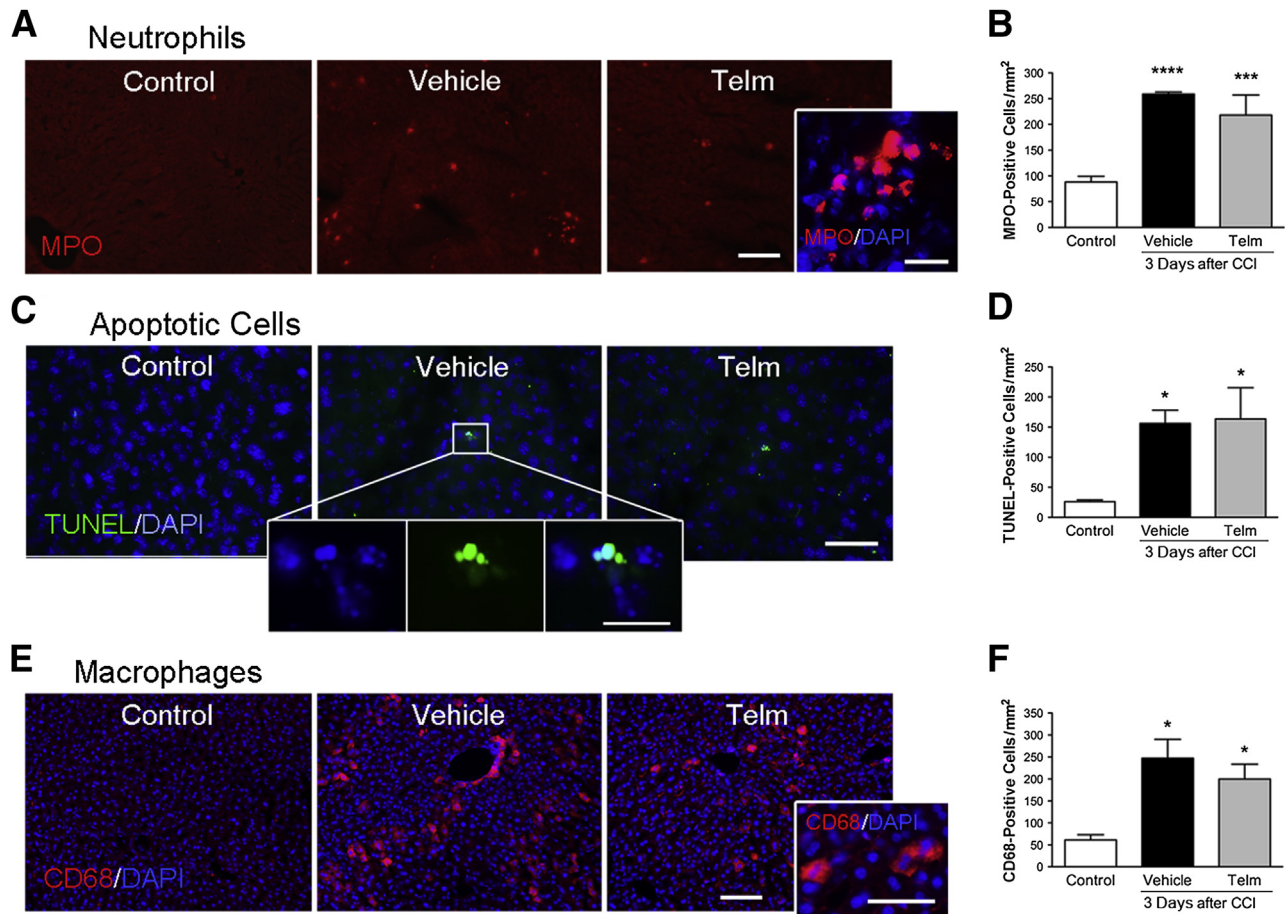 A
Neutrophils
Control
Vehicle
Telm
MPO
MPO/DAPI
B
MPO-Positive Cells/mm²
300
250
200
150
100
50
0
****
***
Control
Vehicle
Telm
3 Days after CCI
C
Apoptotic Cells
Control
Vehicle
Telm
TUNEL/DAPI
D
TUNEL-Positive Cells/mm²
250
200
150
100
50
0
*
*
Control
Vehicle
Telm
3 Days after CCI
E
Macrophages
Control
Vehicle
Telm
CD68/DAPI
CD68/DAPI
F
CD68-Positive Cells/mm²
350
300
250
200
150
100
50
0
*
*
Control
Vehicle
Telm
3 Days after CCI